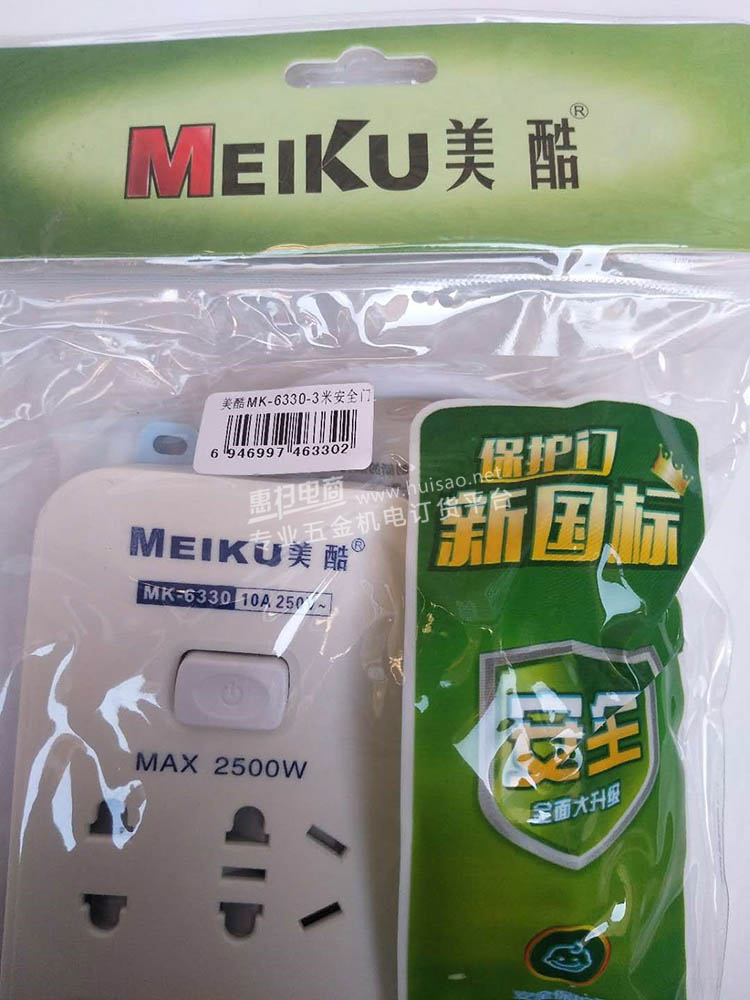 MEIKU美酷®
美酷MK-6330-3米安全门
6 946997 463302
惠扫电商 www.huisao.net
专业五金机电订货平台
MEIKU美酷®
MK-6330 10A 250V~
MAX 2500W
保护门
新国标
安全
全面大升级